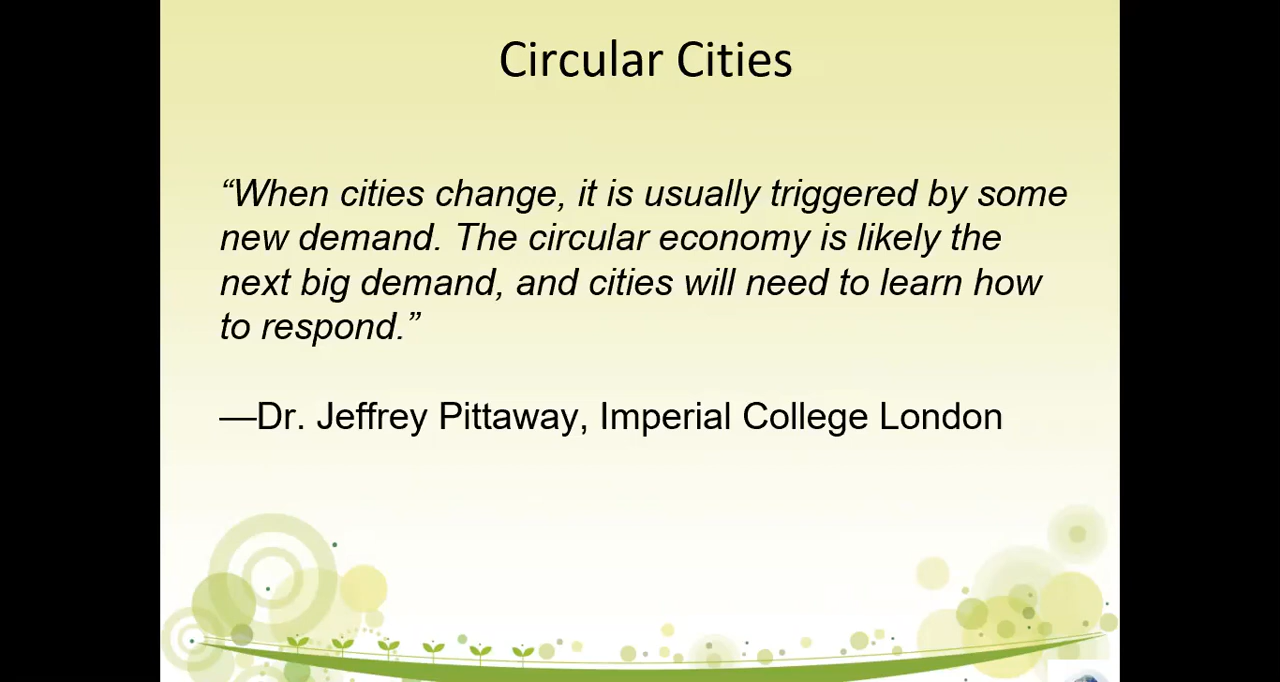 Circular Cities
“When cities change, it is usually triggered by some
new demand. The circular economy is likely the
next big demand, and cities will need to learn how
to respond.”
—Dr. Jeffrey Pittaway, Imperial College London